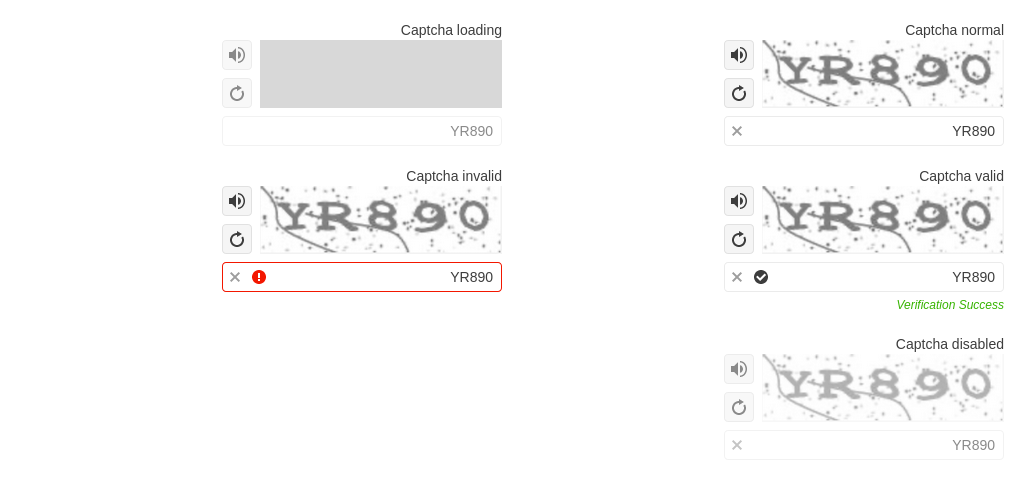 Captcha normal
YR890
YR890
Captcha loading
YR890
Captcha valid
YR890
YR890
Verification Success
Captcha invalid
YR890
YR890
Captcha disabled
YR890
YR890